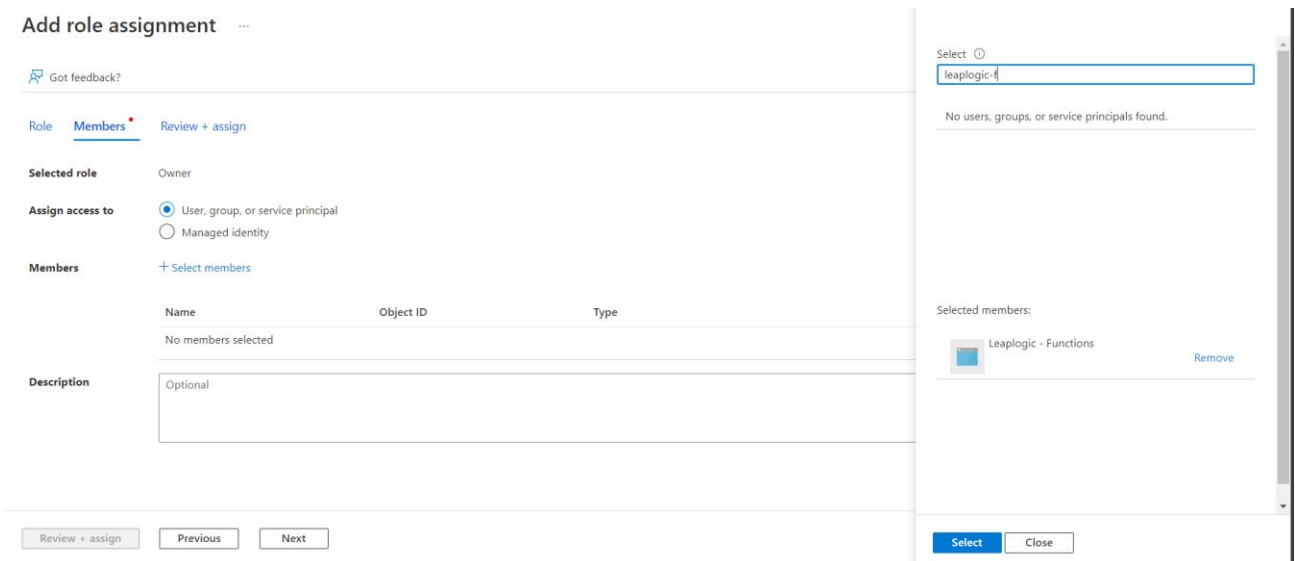 Add role assignment ...
Got feedback?
Role Members Review + assign
Selected role Owner
Assign access to User, group, or service principal
Managed identity
Members + Select members
Name Object ID Type
No members selected
Description Optional
Review + assign Previous Next
Select
leaplogic-f
No users, groups, or service principals found.
Selected members:
Leaplogic - Functions
Remove
Select Close